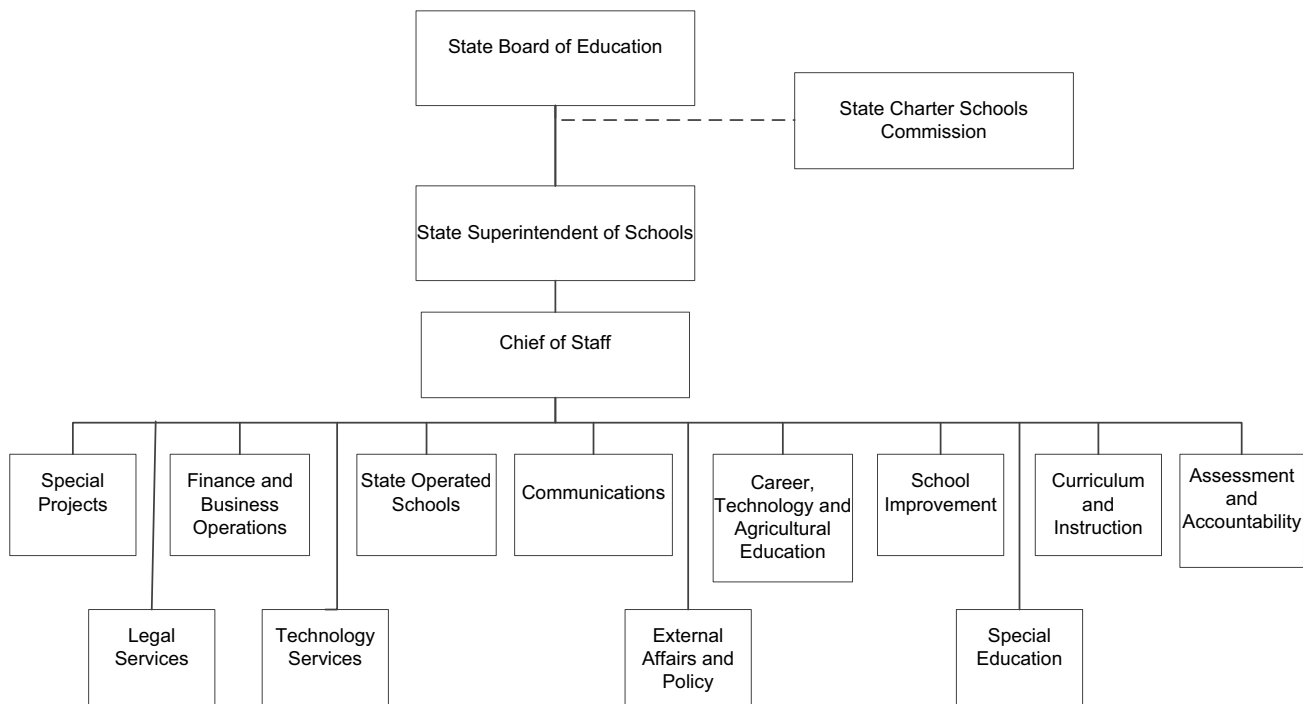 State Board of Education
State Charter Schools
Commission
State Superintendent of Schools
Chief of Staff
Special
Projects
Finance and
Business
Operations
State Operated
Schools
Communications
Career,
Technology and
Agricultural
Education
School
Improvement
Curriculum
and
Instruction
Assessment
and
Accountability
Legal
Services
Technology
Services
External
Affairs and
Policy
Special
Education